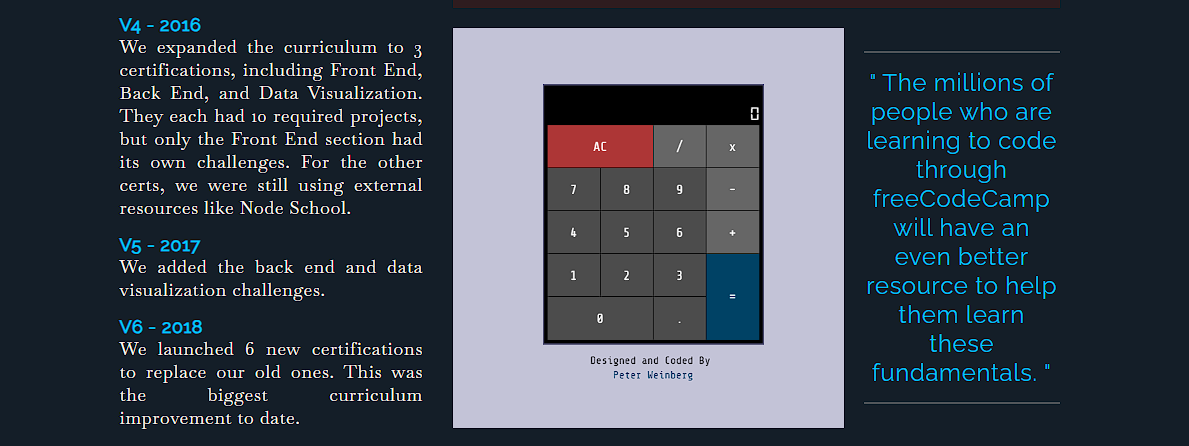 V4 - 2016
We expanded the curriculum to 3
certifications, including Front End,
Back End, and Data Visualization.
They each had 10 required projects,
but only the Front End section had
its own challenges. For the other
certs, we were still using external
resources like Node School.
V5 - 2017
We added the back end and data
visualization challenges.
V6 - 2018
We launched 6 new certifications
to replace our old ones. This was
the biggest curriculum
improvement to date.
0
AC / x
7 8 9 -
4 5 6 +
1 2 3
=
0 .
Designed and Coded By
Peter Weinberg
" The millions of
people who are
learning to code
through
freeCodeCamp
will have an
even better
resource to help
them learn
these
fundamentals. "